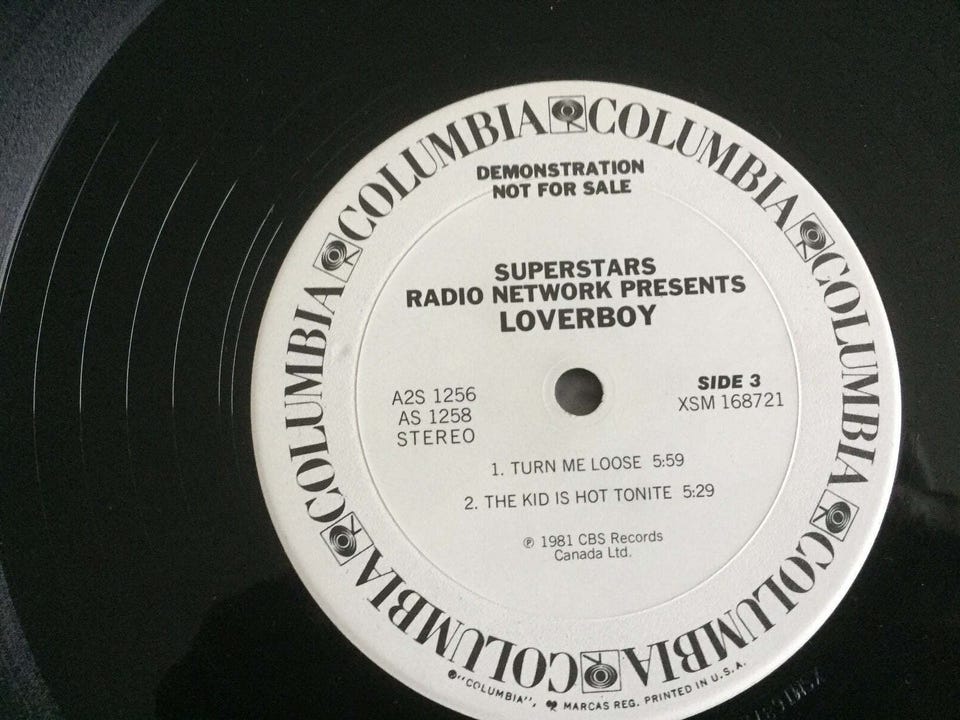 COLUMBIA COLUMBIA COLUMBIA COLUMBIA COLUMBIA COLUMBIA COLUMBIA
DEMONSTRATION
NOT FOR SALE
SUPERSTARS
RADIO NETWORK PRESENTS
LOVERBOY
A2S 1256
AS 1258
STEREO
SIDE 3
XSM 168721
1. TURN ME LOOSE 5:59
2. THE KID IS HOT TONITE 5:29
℗ 1981 CBS Records
Canada Ltd.
®"COLUMBIA", MARCAS REG. PRINTED IN U.S.A.